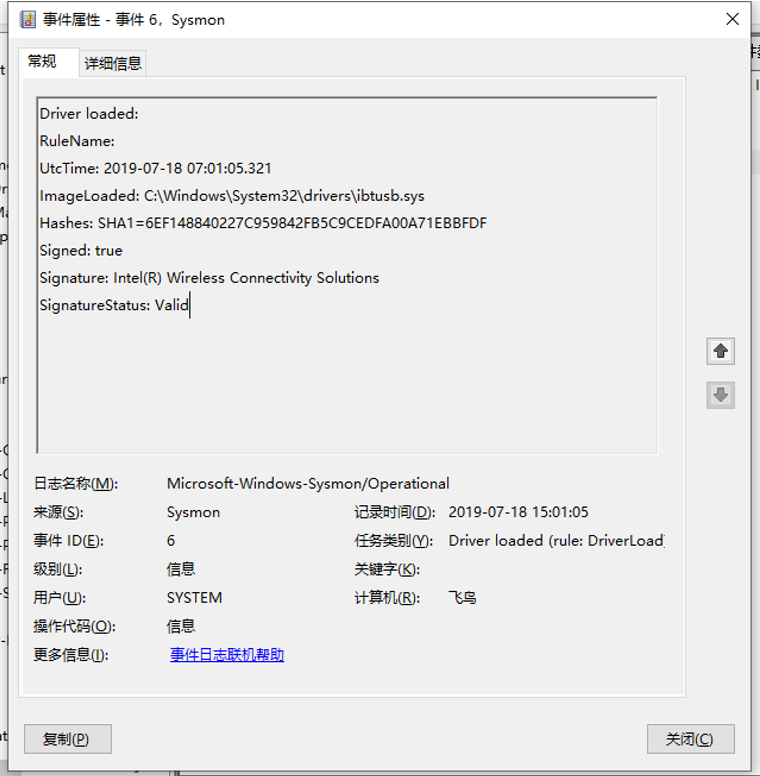 事件属性 - 事件 6，Sysmon
常规 详细信息
Driver loaded:
RuleName:
UtcTime: 2019-07-18 07:01:05.321
ImageLoaded: C:\Windows\System32\drivers\ibtusb.sys
Hashes: SHA1=6EF148840227C959842FB5C9CEDFA00A71EBBFDF
Signed: true
Signature: Intel(R) Wireless Connectivity Solutions
SignatureStatus: Valid
日志名称(M): Microsoft-Windows-Sysmon/Operational
来源(S): Sysmon 记录时间(D): 2019-07-18 15:01:05
事件 ID(E): 6 任务类别(Y): Driver loaded (rule: DriverLoad)
级别(L): 信息 关键字(K):
用户(U): SYSTEM 计算机(R): 飞鸟
操作代码(O): 信息
更多信息(I): 事件日志联机帮助
复制(P) 关闭(C)